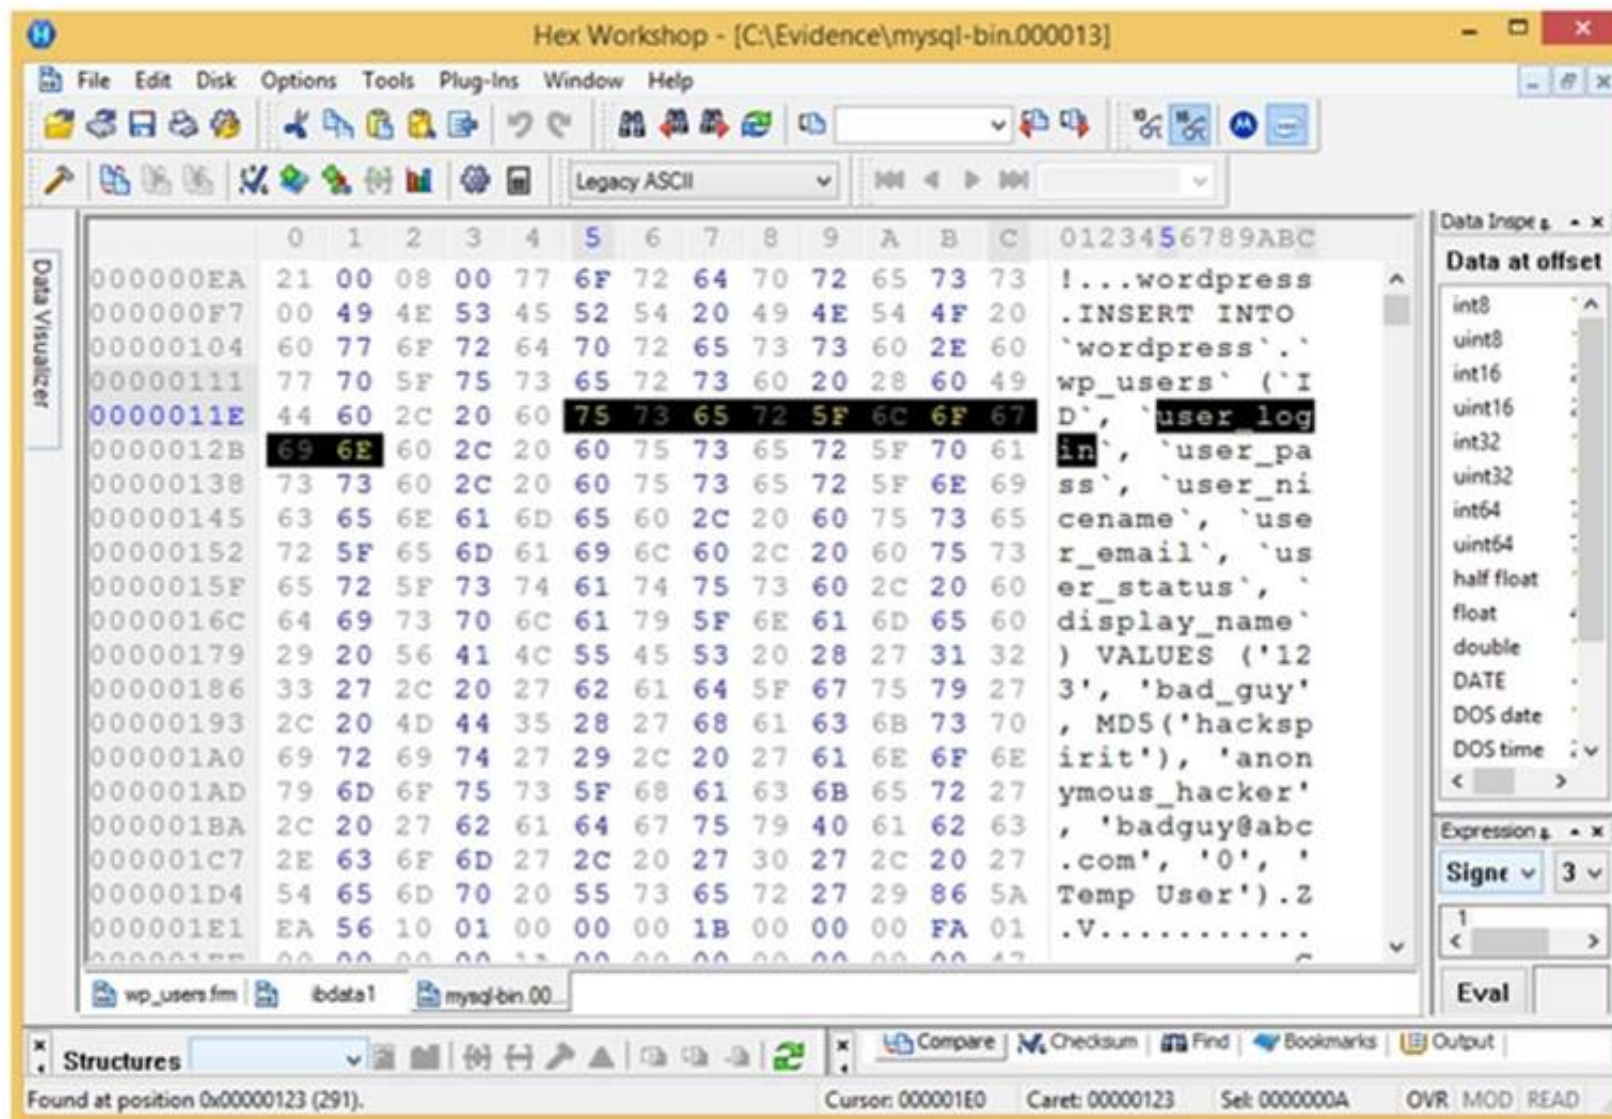 Hex Workshop - [C:\Evidence\mysql-bin.000013]
File Edit Disk Options Tools Plug-Ins Window Help
Legacy ASCII
Data Visualizer
0 1 2 3 4 5 6 7 8 9 A B C 0123456789ABC
000000EA 21 00 08 00 77 6F 72 64 70 72 65 73 73 !...wordpress
000000F7 00 49 4E 53 45 52 54 20 49 4E 54 4F 20 .INSERT INTO
00000104 60 77 6F 72 64 70 72 65 73 73 60 2E 60 `wordpress`.`
00000111 77 70 5F 75 73 65 72 73 60 20 28 60 49 wp_users` (`I
0000011E 44 60 2C 20 60 75 73 65 72 5F 6C 6F 67 D`, `user_log
0000012B 69 6E 60 2C 20 60 75 73 65 72 5F 70 61 in`, `user_pa
00000138 73 73 60 2C 20 60 75 73 65 72 5F 6E 69 ss`, `user_ni
00000145 63 65 6E 61 6D 65 60 2C 20 60 75 73 65 cename`, `use
00000152 72 5F 65 6D 61 69 6C 60 2C 20 60 75 73 r_email`, `us
0000015F 65 72 5F 73 74 61 74 75 73 60 2C 20 60 er_status`, `
0000016C 64 69 73 70 6C 61 79 5F 6E 61 6D 65 60 display_name`
00000179 29 20 56 41 4C 55 45 53 20 28 27 31 32 ) VALUES ('12
00000186 33 27 2C 20 27 62 61 64 5F 67 75 79 27 3', 'bad_guy'
00000193 2C 20 4D 44 35 28 27 68 61 63 6B 73 70 , MD5('hacksp
000001A0 69 72 69 74 27 29 2C 20 27 61 6E 6F 6E irit'), 'anon
000001AD 79 6D 6F 75 73 5F 68 61 63 6B 65 72 27 ymous_hacker'
000001BA 2C 20 27 62 61 64 67 75 79 40 61 62 63 , 'badguy@abc
000001C7 2E 63 6F 6D 27 2C 20 27 30 27 2C 20 27 .com', '0', '
000001D4 54 65 6D 70 20 55 73 65 72 27 29 86 5A Temp User').Z
000001E1 EA 56 10 01 00 00 00 1B 00 00 00 FA 01 .V...........
Data Inspe
Data at offset
int8
uint8
int16
uint16
int32
uint32
int64
uint64
half float
float
double
DATE
DOS date
DOS time
Expression
Signe 3
1
Eval
wp_users.frm ibdata1 mysql-bin.00...
Structures
Compare Checksum Find Bookmarks Output
Found at position 0x00000123 (291). Cursor: 000001E0 Caret: 00000123 Sel: 0000000A OVR MOD READ